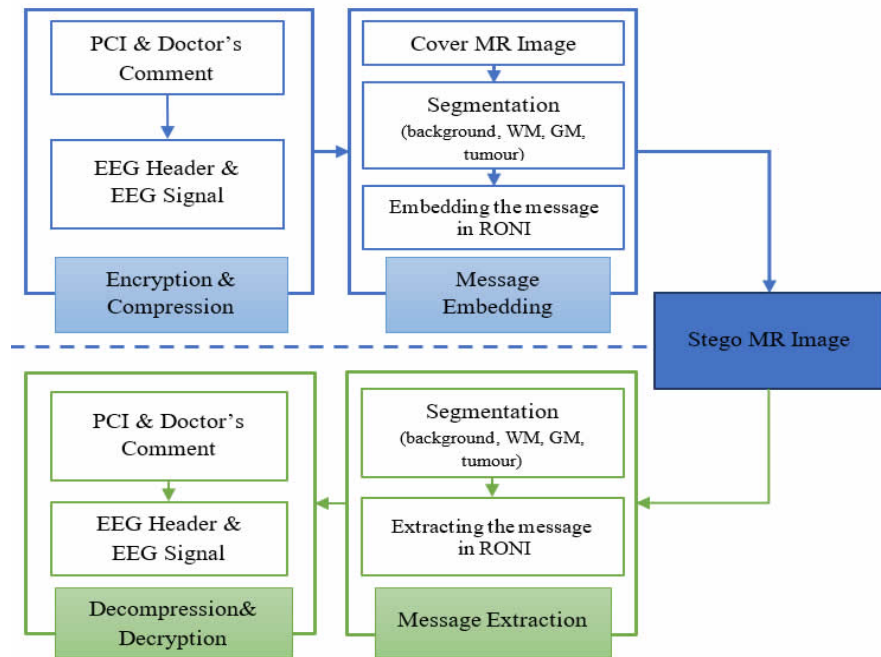 PCI & Doctor's
Comment
EEG Header &
EEG Signal
Encryption &
Compression
Cover MR Image
Segmentation
(background, WM, GM,
tumour)
Embedding the message
in RONI
Message
Embedding
Stego MR Image
Segmentation
(background, WM, GM,
tumour)
Extracting the message
in RONI
Message Extraction
PCI & Doctor's
Comment
EEG Header &
EEG Signal
Decompression&
Decryption